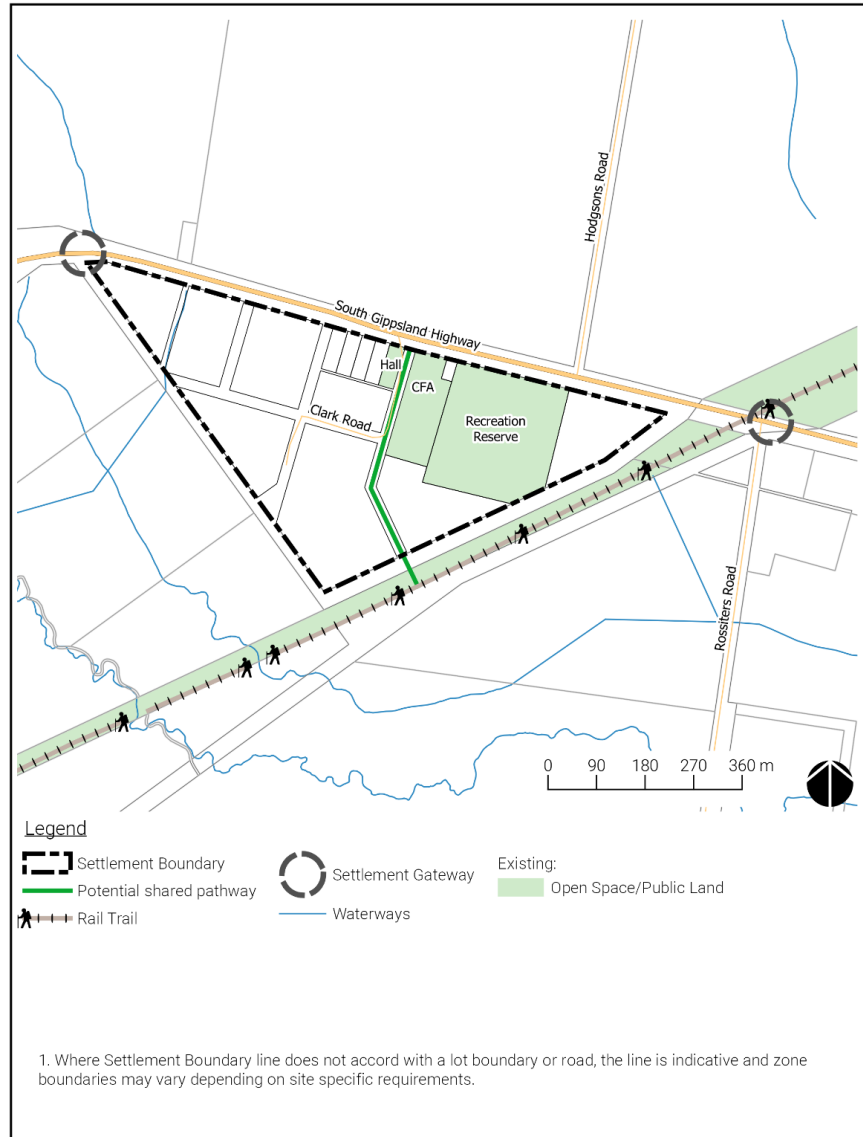 Hodgsons Road
South Gippsland Highway
Hall
CFA
Clark Road
Recreation
Reserve
Rossiters Road
0 90 180 270 360 m
Legend
Settlement Boundary
Potential shared pathway
Rail Trail
Settlement Gateway
Waterways
Existing:
Open Space/Public Land
1. Where Settlement Boundary line does not accord with a lot boundary or road, the line is indicative and zone
boundaries may vary depending on site specific requirements.